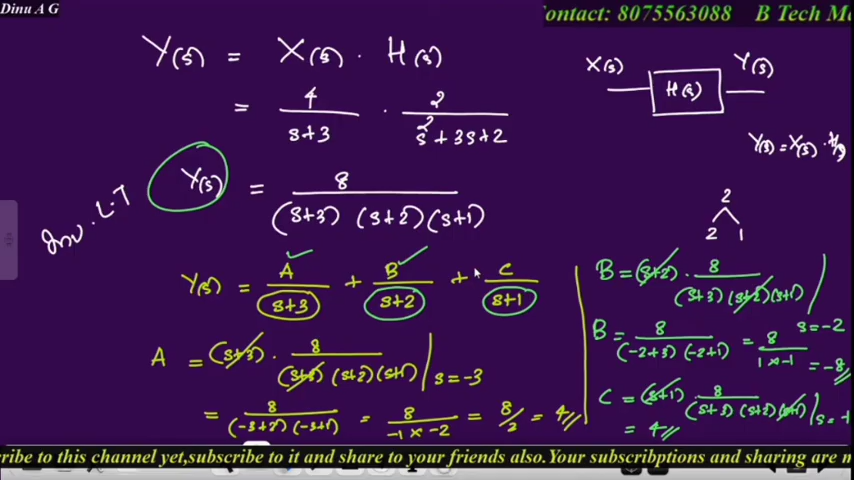 Dinu A G
Contact: 8075563088 B Tech M
Y(s) = X(s) · H(s)
= 4/(s+3) · 2/(s²+3s+2)
Y(s) = 8/((s+3)(s+2)(s+1))
Inv. L.T
Y(s) = A/(s+3) + B/(s+2) + C/(s+1)
A = (s+3) · 8/((s+3)(s+2)(s+1)) | s=-3
= 8/((-3+2)(-3+1)) = 8/(-1 × -2) = 8/2 = 4
X(s) H(s) Y(s)
Y(s) = X(s) · H(s)
2
2 1
B = (s+2) · 8/((s+3)(s+2)(s+1)) | s=-2
B = 8/((-2+3)(-2+1)) = 8/(1 × -1) = -8
C = (s+1) · 8/((s+3)(s+2)(s+1)) | s=-
= 4
ribe to this channel yet,subscribe to it and share to your friends also.Your subscribptions and sharing are m